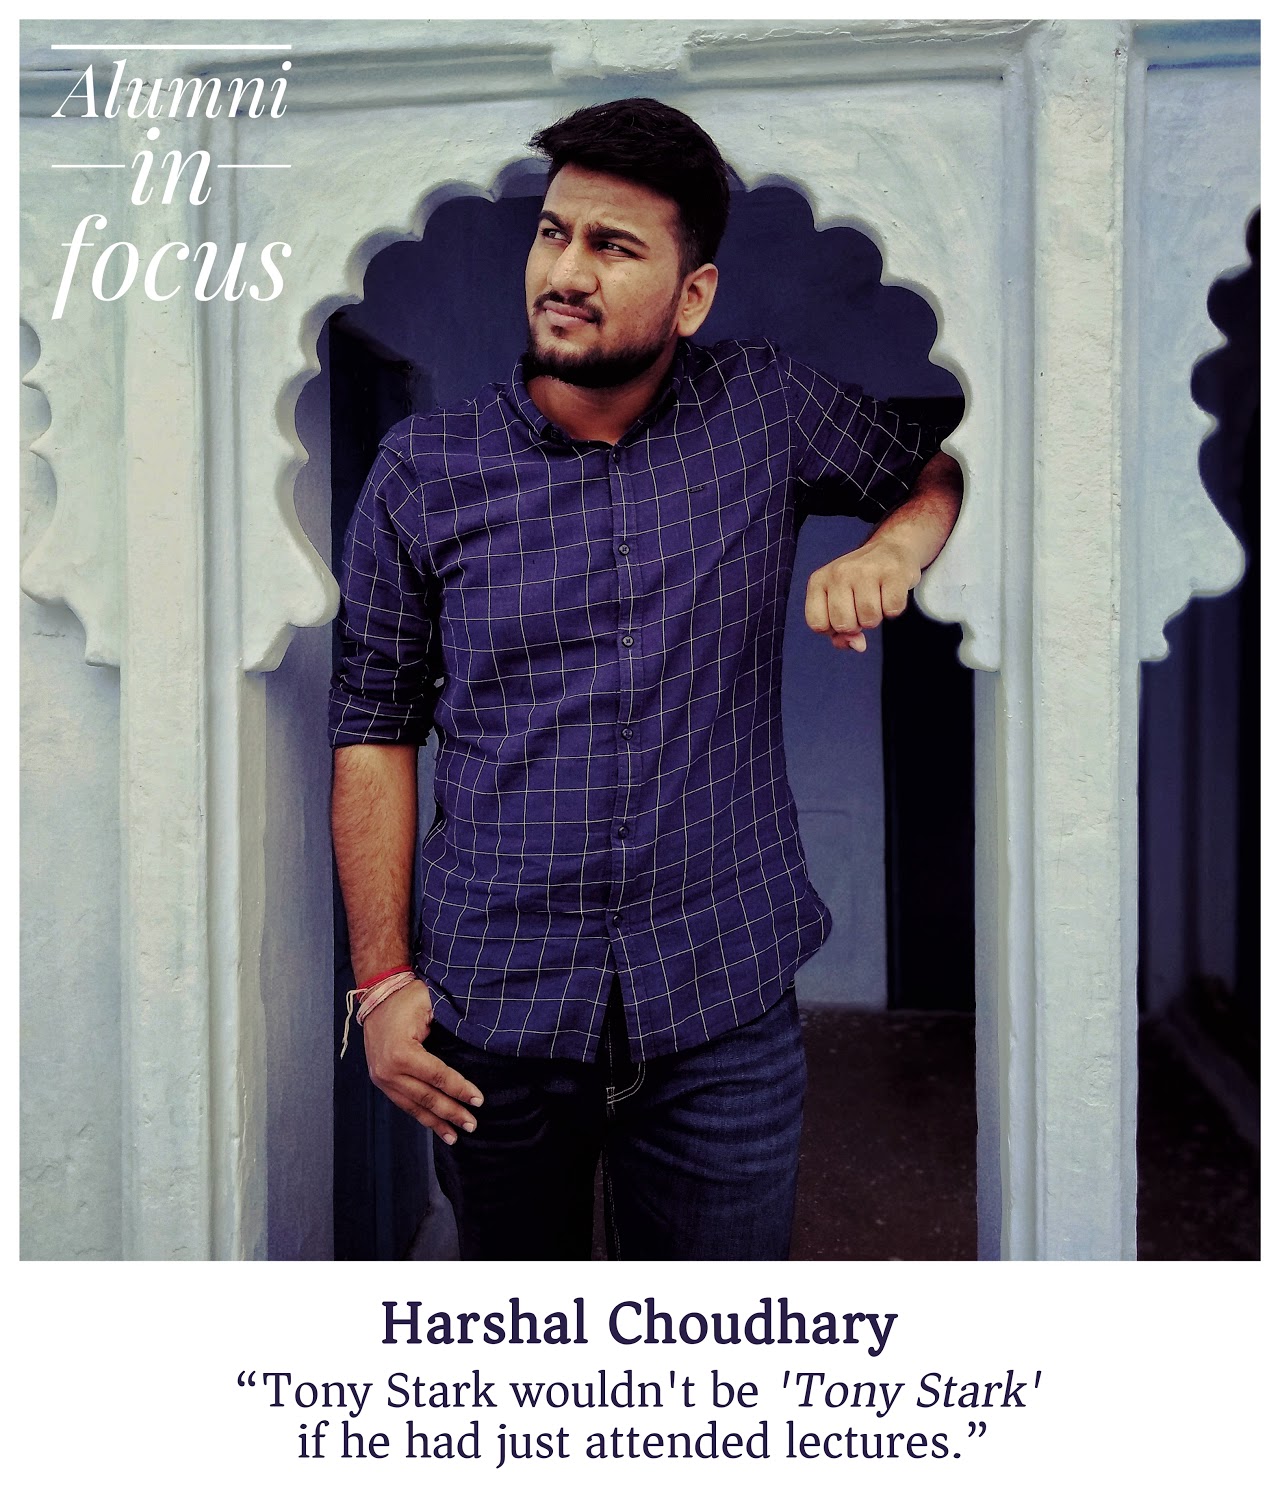 Alumni
in
focus
Harshal Choudhary
“Tony Stark wouldn't be 'Tony Stark'
if he had just attended lectures.”